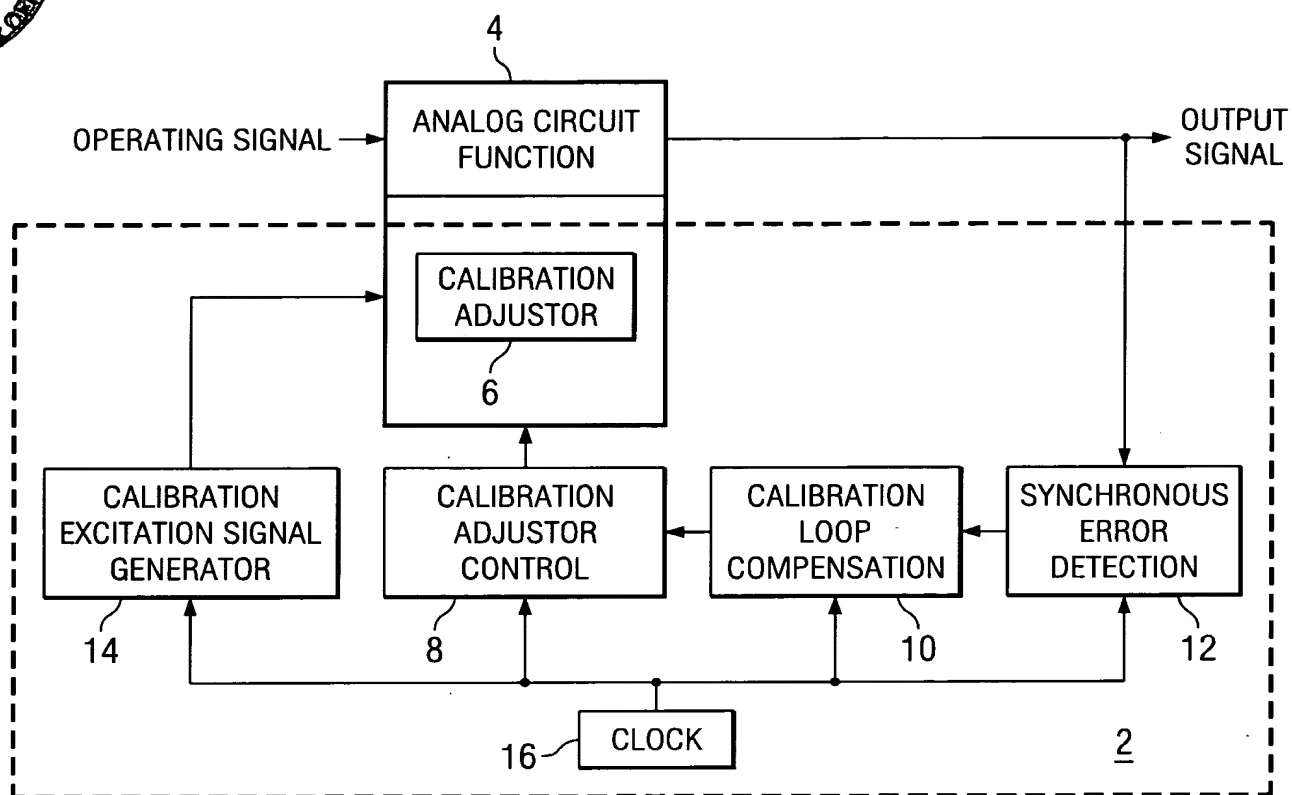 4
OPERATING SIGNAL
ANALOG CIRCUIT
FUNCTION
OUTPUT
SIGNAL
CALIBRATION
ADJUSTOR
6
CALIBRATION
EXCITATION SIGNAL
GENERATOR
14
CALIBRATION
ADJUSTOR
CONTROL
8
CALIBRATION
LOOP
COMPENSATION
10
SYNCHRONOUS
ERROR
DETECTION
12
16
CLOCK
2